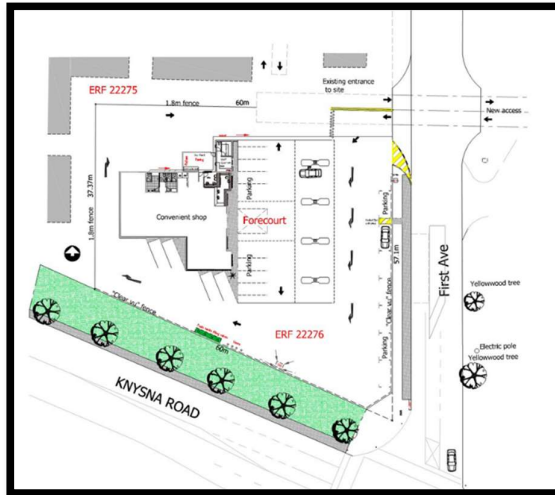 Existing entrance
to site
ERF 22275
1.8m fence
60m
New access
37.37m
1.8m fence
Parking
Parking
Convenient shop
Forecourt
Parking
57.1m
First Ave
"Clear vu" fence
Parking
Yellowwood tree
"Clear vu" fence
ERF 22276
60m
Electric pole
Yellowwood tree
KNYSNA ROAD